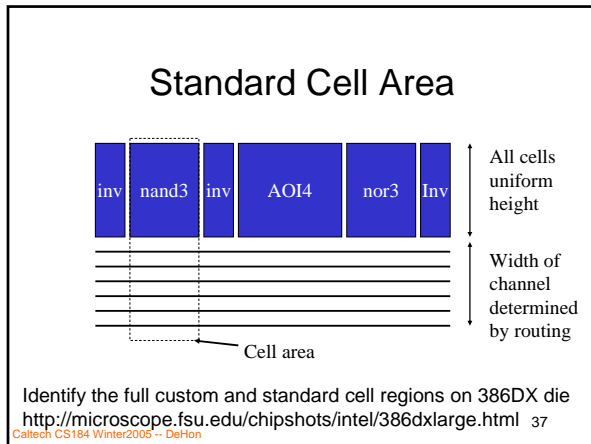 Standard Cell Area
inv nand3 inv AOI4 nor3 Inv
All cells
uniform
height
Width of
channel
determined
by routing
Cell area
Identify the full custom and standard cell regions on 386DX die
http://microscope.fsu.edu/chipshots/intel/386dxlarge.html 37
Caltech CS184 Winter2005 -- DeHon